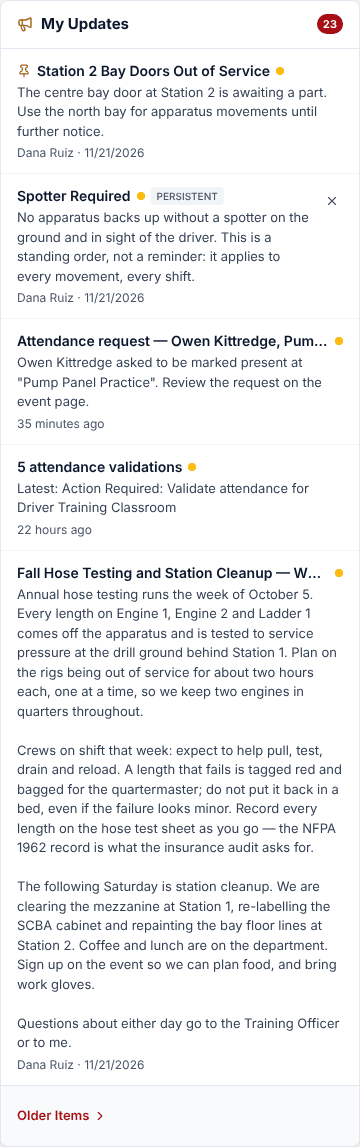 My Updates
23
Station 2 Bay Doors Out of Service
The centre bay door at Station 2 is awaiting a part.
Use the north bay for apparatus movements until
further notice.
Dana Ruiz · 11/21/2026
Spotter Required PERSISTENT
No apparatus backs up without a spotter on the
ground and in sight of the driver. This is a
standing order, not a reminder: it applies to
every movement, every shift.
Dana Ruiz · 11/21/2026
Attendance request — Owen Kittredge, Pum...
Owen Kittredge asked to be marked present at
"Pump Panel Practice". Review the request on the
event page.
35 minutes ago
5 attendance validations
Latest: Action Required: Validate attendance for
Driver Training Classroom
22 hours ago
Fall Hose Testing and Station Cleanup — W...
Annual hose testing runs the week of October 5.
Every length on Engine 1, Engine 2 and Ladder 1
comes off the apparatus and is tested to service
pressure at the drill ground behind Station 1. Plan on
the rigs being out of service for about two hours
each, one at a time, so we keep two engines in
quarters throughout.
Crews on shift that week: expect to help pull, test,
drain and reload. A length that fails is tagged red and
bagged for the quartermaster; do not put it back in a
bed, even if the failure looks minor. Record every
length on the hose test sheet as you go — the NFPA
1962 record is what the insurance audit asks for.
The following Saturday is station cleanup. We are
clearing the mezzanine at Station 1, re-labelling the
SCBA cabinet and repainting the bay floor lines at
Station 2. Coffee and lunch are on the department.
Sign up on the event so we can plan food, and bring
work gloves.
Questions about either day go to the Training Officer
or to me.
Dana Ruiz · 11/21/2026
Older Items